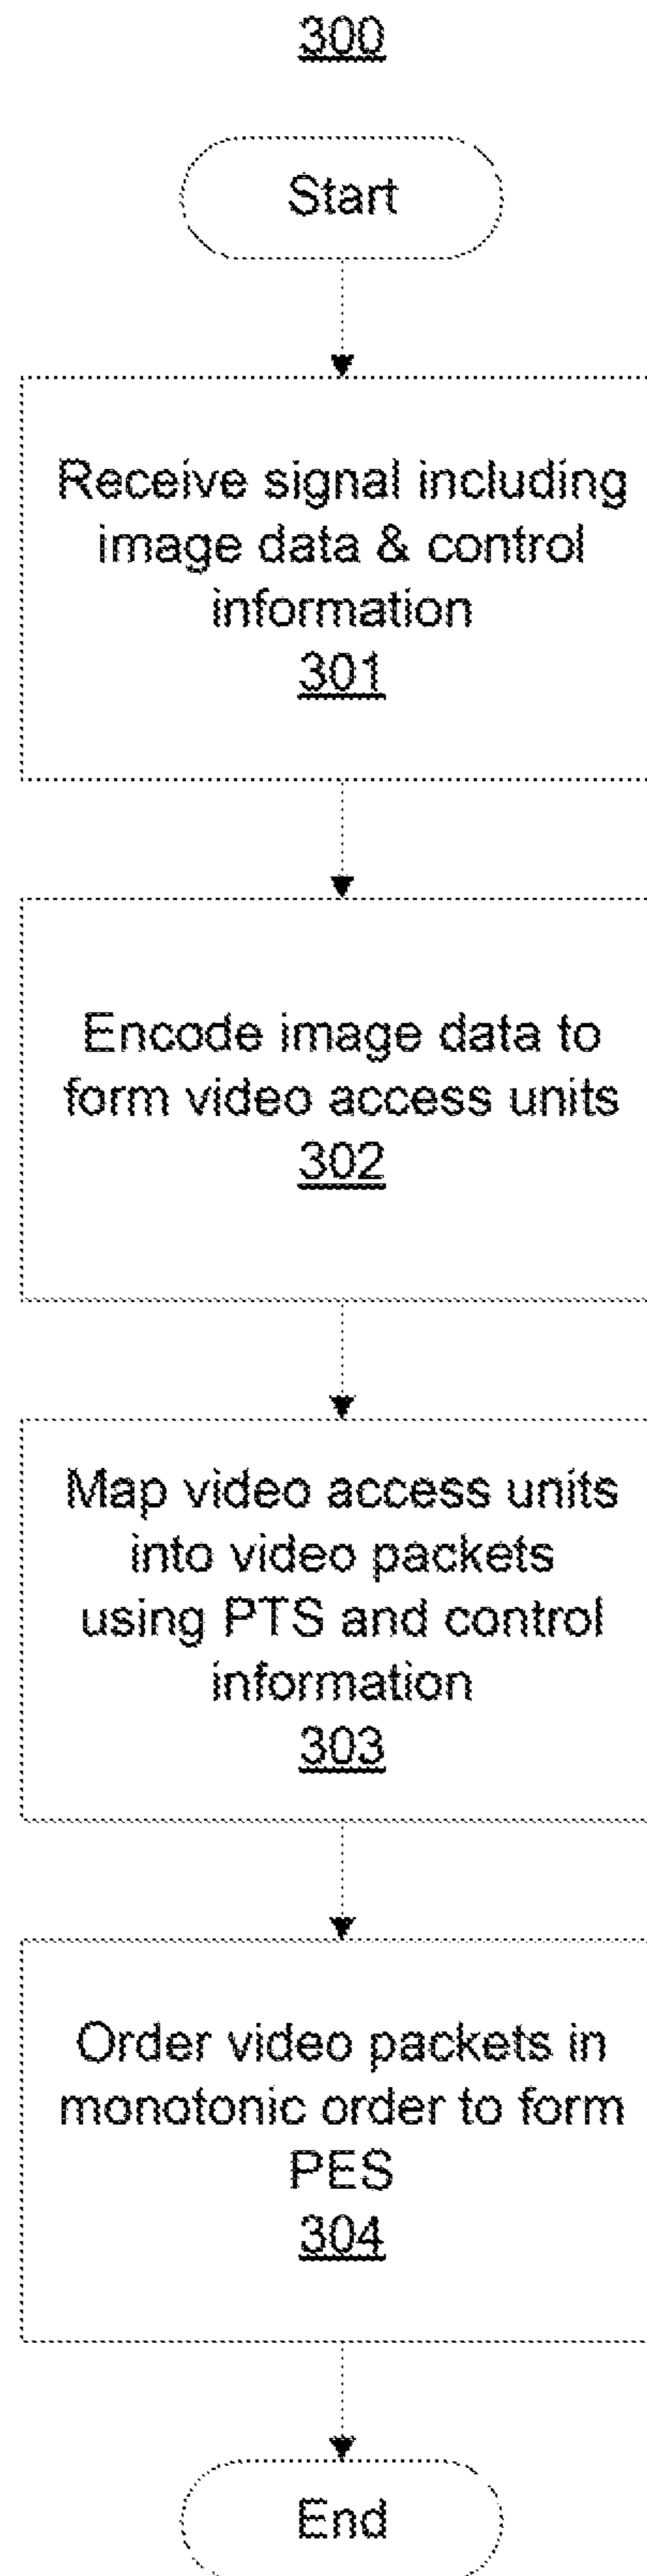 300
Start
Receive signal including
image data & control
information
301
Encode image data to
form video access units
302
Map video access units
into video packets
using PTS and control
information
303
Order video packets in
monotonic order to form
PES
304
End